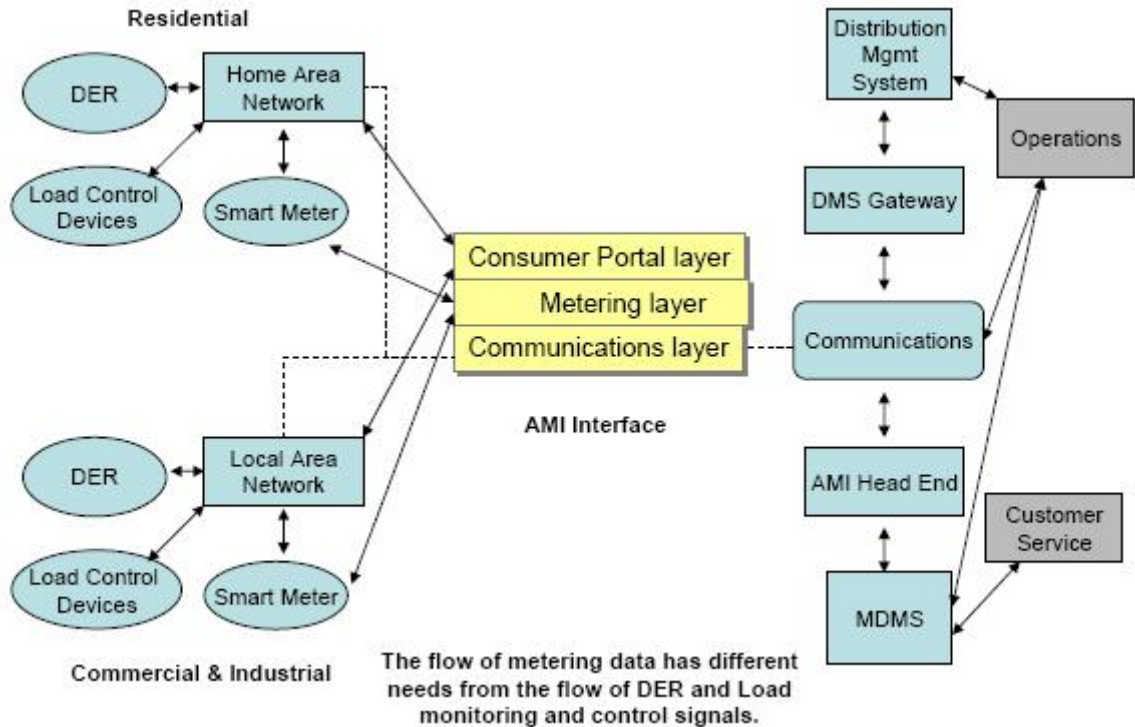 Residential
DER
Home Area
Network
Load Control
Devices
Smart Meter
Distribution
Mgmt
System
Operations
DMS Gateway
Consumer Portal layer
Metering layer
Communications layer
Communications
AMI Interface
DER
Local Area
Network
AMI Head End
Load Control
Devices
Smart Meter
Customer
Service
MDMS
Commercial & Industrial
The flow of metering data has different
needs from the flow of DER and Load
monitoring and control signals.